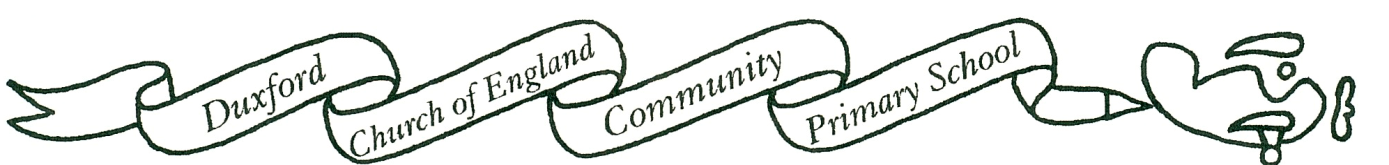 Duxford
Church of England
Community
Primary School